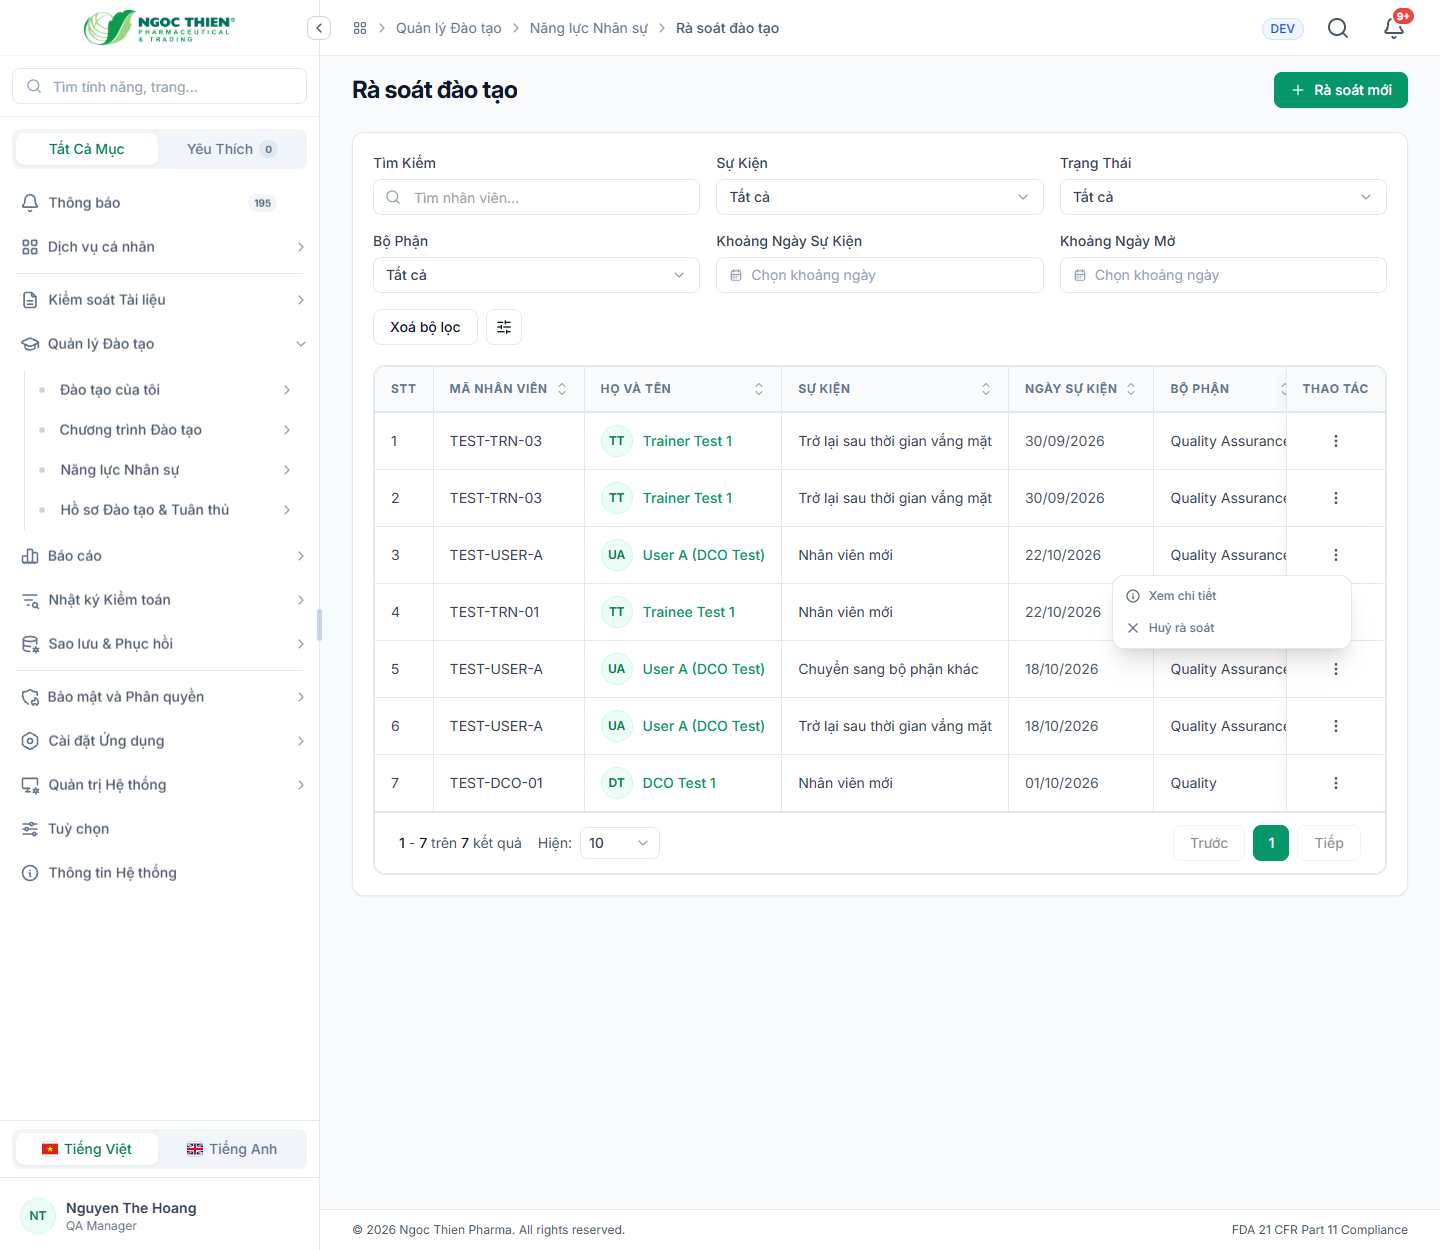 NGOC THIEN®
PHARMACEUTICAL
& TRADING
Tìm tính năng, trang...
Tất Cả Mục
Yêu Thích 0
Thông báo 195
Dịch vụ cá nhân
Kiểm soát Tài liệu
Quản lý Đào tạo
Đào tạo của tôi
Chương trình Đào tạo
Năng lực Nhân sự
Hồ sơ Đào tạo & Tuân thủ
Báo cáo
Nhật ký Kiểm toán
Sao lưu & Phục hồi
Bảo mật và Phân quyền
Cài đặt Ứng dụng
Quản trị Hệ thống
Tuỳ chọn
Thông tin Hệ thống
Tiếng Việt
Tiếng Anh
NT
Nguyen The Hoang
QA Manager
Quản lý Đào tạo
Năng lực Nhân sự
Rà soát đào tạo
DEV
9+
Rà soát đào tạo
Rà soát mới
Tìm Kiếm
Sự Kiện
Trạng Thái
Tìm nhân viên...
Tất cả
Tất cả
Bộ Phận
Khoảng Ngày Sự Kiện
Khoảng Ngày Mở
Tất cả
Chọn khoảng ngày
Chọn khoảng ngày
Xoá bộ lọc
STT MÃ NHÂN VIÊN HỌ VÀ TÊN SỰ KIỆN NGÀY SỰ KIỆN BỘ PHẬN THAO TÁC
1 TEST-TRN-03 TT Trainer Test 1 Trở lại sau thời gian vắng mặt 30/09/2026 Quality Assurance
2 TEST-TRN-03 TT Trainer Test 1 Trở lại sau thời gian vắng mặt 30/09/2026 Quality Assurance
3 TEST-USER-A UA User A (DCO Test) Nhân viên mới 22/10/2026 Quality Assurance
4 TEST-TRN-01 TT Trainee Test 1 Nhân viên mới 22/10/2026
Xem chi tiết
Huỷ rà soát
5 TEST-USER-A UA User A (DCO Test) Chuyển sang bộ phận khác 18/10/2026 Quality Assurance
6 TEST-USER-A UA User A (DCO Test) Trở lại sau thời gian vắng mặt 18/10/2026 Quality Assurance
7 TEST-DCO-01 DT DCO Test 1 Nhân viên mới 01/10/2026 Quality
1 - 7 trên 7 kết quả Hiện: 10
Trước 1 Tiếp
© 2026 Ngoc Thien Pharma. All rights reserved.
FDA 21 CFR Part 11 Compliance